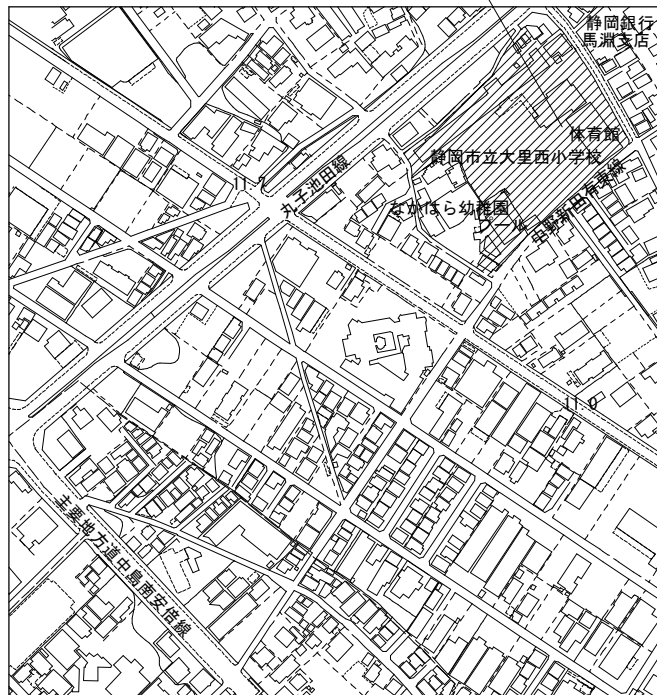 静岡銀行
馬淵支店
体育館
静岡市立大里西小学校
11.7
丸子池田線
なかはら幼稚園
プール
中野新田有東線
11.0
主要地方道中島南安倍線